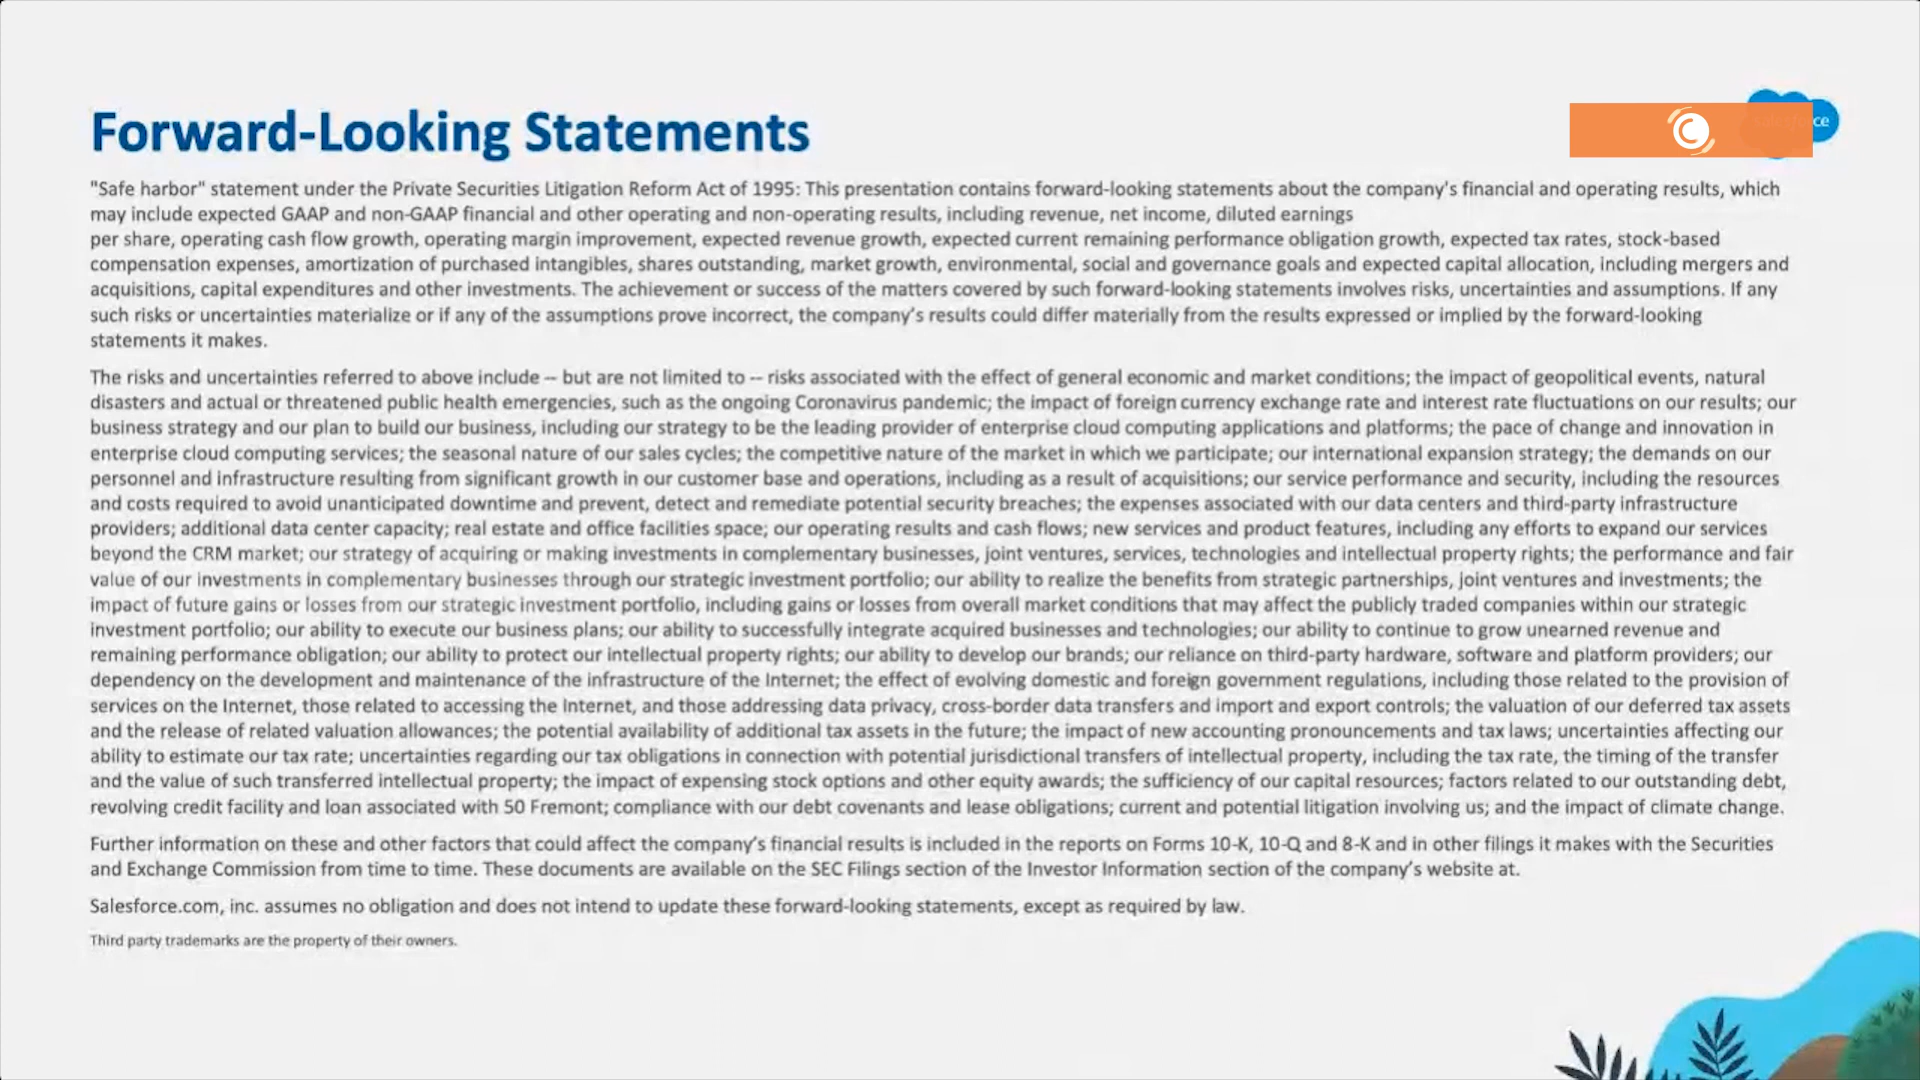 Forward-Looking Statements
ce
"Safe harbor" statement under the Private Securities Litigation Reform Act of 1995: This presentation contains forward-looking statements about the company's financial and operating results, which
may include expected GAAP and non-GAAP financial and other operating and non-operating results, including revenue, net income, diluted earnings
per share, operating cash flow growth, operating margin improvement, expected revenue growth, expected current remaining performance obligation growth, expected tax rates, stock-based
compensation expenses, amortization of purchased intangibles, shares outstanding, market growth, environmental, social and governance goals and expected capital allocation, including mergers and
acquisitions, capital expenditures and other investments. The achievement or success of the matters covered by such forward-looking statements involves risks, uncertainties and assumptions. If any
such risks or uncertainties materialize or if any of the assumptions prove incorrect, the company's results could differ materially from the results expressed or implied by the forward-looking
statements it makes.
The risks and uncertainties referred to above include -- but are not limited to -- risks associated with the effect of general economic and market conditions; the impact of geopolitical events, natural
disasters and actual or threatened public health emergencies, such as the ongoing Coronavirus pandemic; the impact of foreign currency exchange rate and interest rate fluctuations on our results; our
business strategy and our plan to build our business, including our strategy to be the leading provider of enterprise cloud computing applications and platforms; the pace of change and innovation in
enterprise cloud computing services; the seasonal nature of our sales cycles; the competitive nature of the market in which we participate; our international expansion strategy; the demands on our
personnel and infrastructure resulting from significant growth in our customer base and operations, including as a result of acquisitions; our service performance and security, including the resources
and costs required to avoid unanticipated downtime and prevent, detect and remediate potential security breaches; the expenses associated with our data centers and third-party infrastructure
providers; additional data center capacity; real estate and office facilities space; our operating results and cash flows; new services and product features, including any efforts to expand our services
beyond the CRM market; our strategy of acquiring or making investments in complementary businesses, joint ventures, services, technologies and intellectual property rights; the performance and fair
value of our investments in complementary businesses through our strategic investment portfolio; our ability to realize the benefits from strategic partnerships, joint ventures and investments; the
impact of future gains or losses from our strategic investment portfolio, including gains or losses from overall market conditions that may affect the publicly traded companies within our strategic
investment portfolio; our ability to execute our business plans; our ability to successfully integrate acquired businesses and technologies; our ability to continue to grow unearned revenue and
remaining performance obligation; our ability to protect our intellectual property rights; our ability to develop our brands; our reliance on third-party hardware, software and platform providers; our
dependency on the development and maintenance of the infrastructure of the Internet; the effect of evolving domestic and foreign government regulations, including those related to the provision of
services on the Internet, those related to accessing the Internet, and those addressing data privacy, cross-border data transfers and import and export controls; the valuation of our deferred tax assets
and the release of related valuation allowances; the potential availability of additional tax assets in the future; the impact of new accounting pronouncements and tax laws; uncertainties affecting our
ability to estimate our tax rate; uncertainties regarding our tax obligations in connection with potential jurisdictional transfers of intellectual property, including the tax rate, the timing of the transfer
and the value of such transferred intellectual property; the impact of expensing stock options and other equity awards; the sufficiency of our capital resources; factors related to our outstanding debt,
revolving credit facility and loan associated with 50 Fremont; compliance with our debt covenants and lease obligations; current and potential litigation involving us; and the impact of climate change.
Further information on these and other factors that could affect the company's financial results is included in the reports on Forms 10-K, 10-Q and 8-K and in other filings it makes with the Securities
and Exchange Commission from time to time. These documents are available on the SEC Filings section of the Investor Information section of the company's website at.
Salesforce.com, inc. assumes no obligation and does not intend to update these forward-looking statements, except as required by law.
Third party trademarks are the property of their owners.